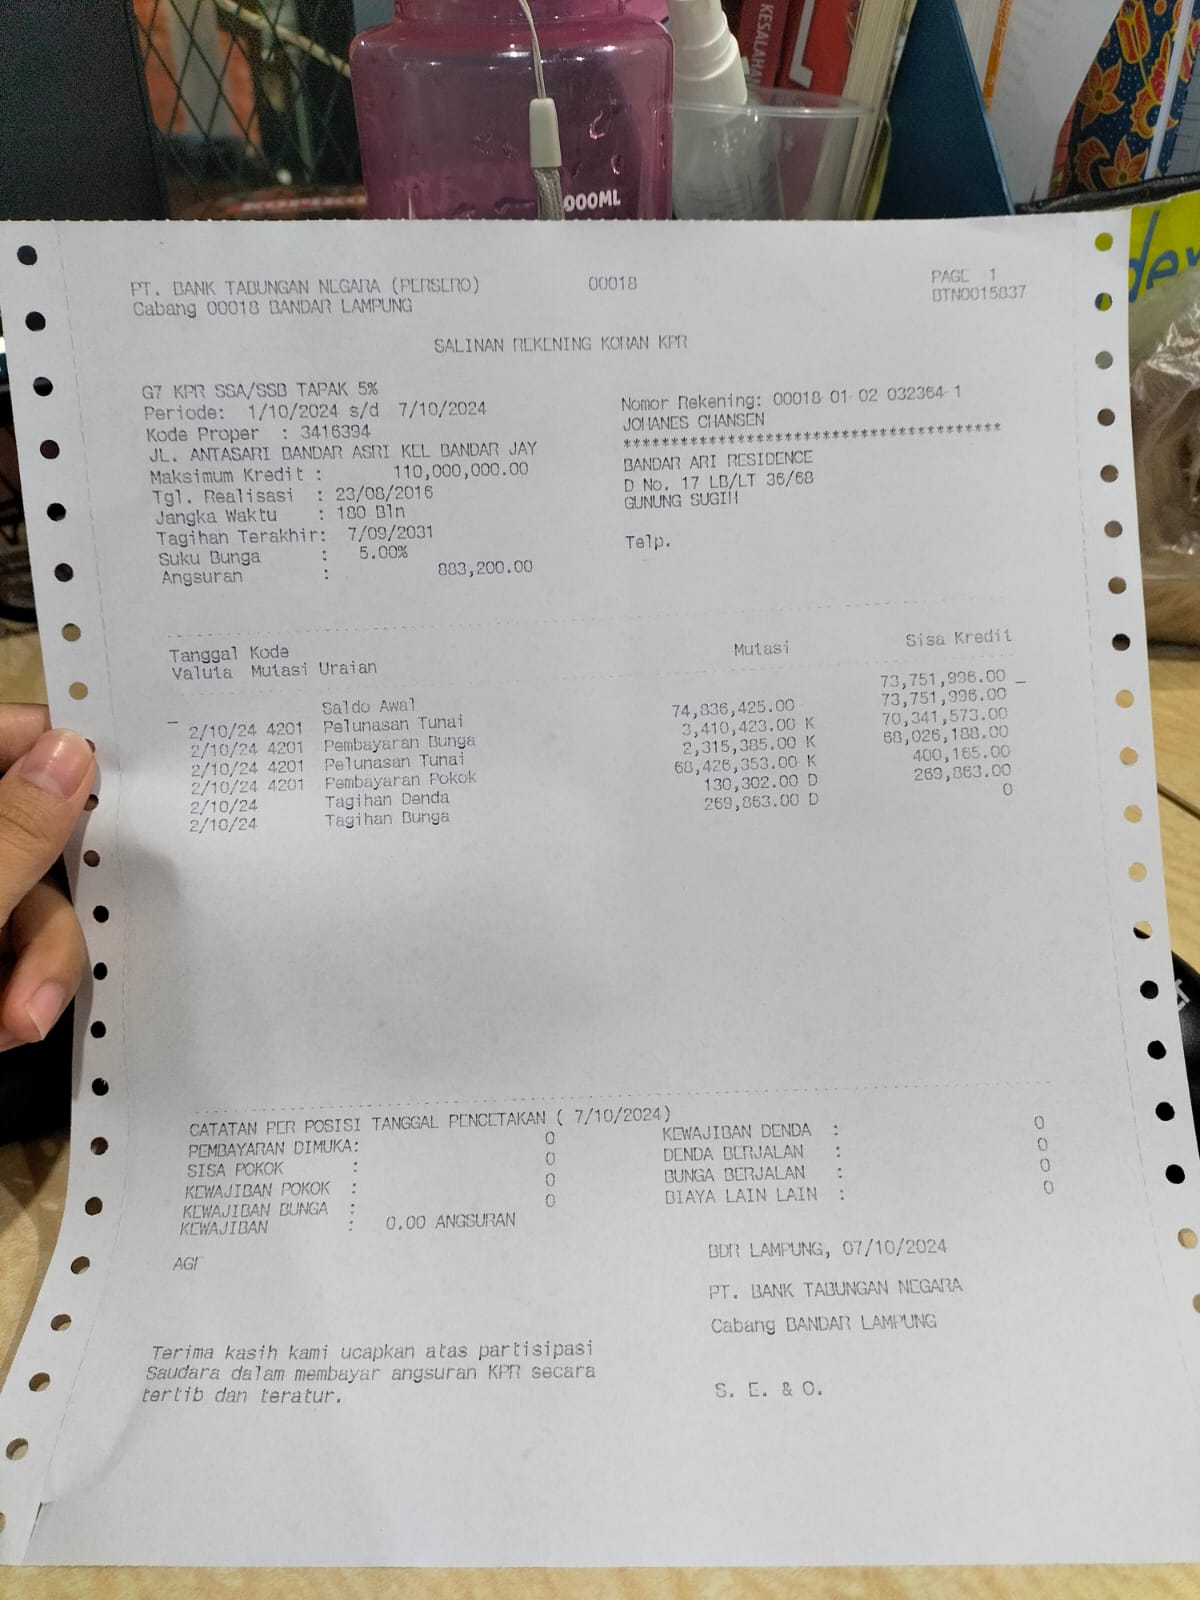 KESALAHAN
000ML
der
PT. BANK TABUNGAN NEGARA (PERSERO) 00018 PAGE 1
Cabang 00018 BANDAR LAMPUNG BTN0015837
SALINAN REKENING KORAN KPR
G7 KPR SSA/SSB TAPAK 5%
Periode: 1/10/2024 s/d 7/10/2024 Nomor Rekening: 00018 01 02 032364 1
Kode Proper : 3416394 JOHANES CHANSEN
JL. ANTASARI BANDAR ASRI KEL BANDAR JAY ****************************************
Maksimum Kredit : 110,000,000.00 BANDAR ARI RESIDENCE
Tgl. Realisasi : 23/08/2016 D No. 17 LB/LT 36/68
Jangka Waktu : 180 Bln GUNUNG SUGIH
Tagihan Terakhir: 7/09/2031
Suku Bunga : 5.00% Telp.
Angsuran : 883,200.00
Tanggal Kode Mutasi Sisa Kredit
Valuta Mutasi Uraian
73,751,996.00
Saldo Awal 74,836,425.00 73,751,996.00
2/10/24 4201 Pelunasan Tunai 3,410,423.00 K 70,341,573.00
2/10/24 4201 Pembayaran Bunga 2,315,385.00 K 68,026,188.00
2/10/24 4201 Pelunasan Tunai 68,426,353.00 K 400,165.00
2/10/24 4201 Pembayaran Pokok 130,302.00 D 269,863.00
2/10/24 Tagihan Denda 269,863.00 D 0
2/10/24 Tagihan Bunga
CATATAN PER POSISI TANGGAL PENCETAKAN ( 7/10/2024)
PEMBAYARAN DIMUKA: 0 KEWAJIBAN DENDA : 0
SISA POKOK : 0 DENDA BERJALAN : 0
KEWAJIBAN POKOK : 0 BUNGA BERJALAN : 0
KEWAJIBAN BUNGA : 0 BIAYA LAIN LAIN : 0
KEWAJIBAN : 0.00 ANGSURAN
AGF
BDR LAMPUNG, 07/10/2024
PT. BANK TABUNGAN NEGARA
Cabang BANDAR LAMPUNG
Terima kasih kami ucapkan atas partisipasi
Saudara dalam membayar angsuran KPR secara
tertib dan teratur.
S. E. & O.